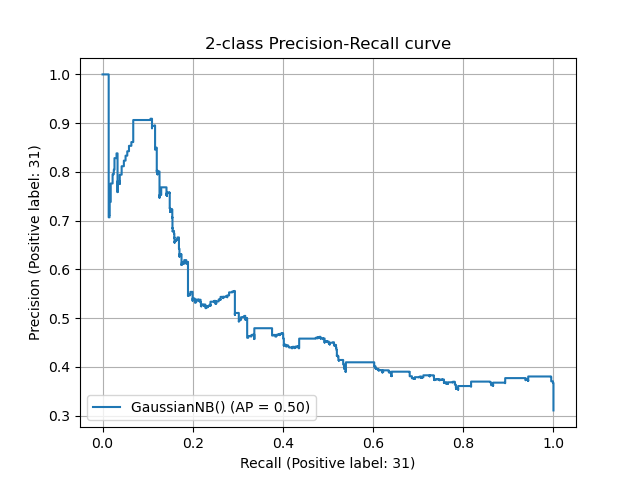 2-class Precision-Recall curve
1.0
0.9
0.8
0.7
0.6
0.5
0.4
0.3
Precision (Positive label: 31)
GaussianNB() (AP = 0.50)
0.0 0.2 0.4 0.6 0.8 1.0
Recall (Positive label: 31)